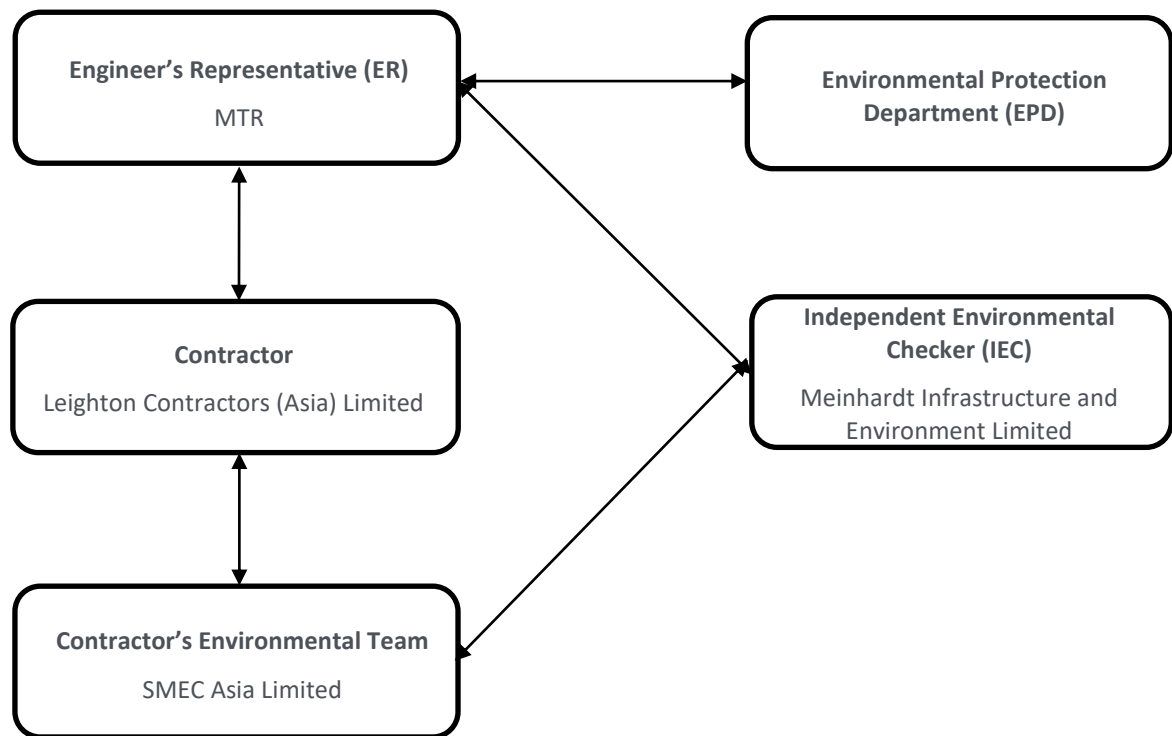 Engineer’s Representative (ER)
MTR
Environmental Protection
Department (EPD)
Contractor
Leighton Contractors (Asia) Limited
Independent Environmental
Checker (IEC)
Meinhardt Infrastructure and
Environment Limited
Contractor’s Environmental Team
SMEC Asia Limited